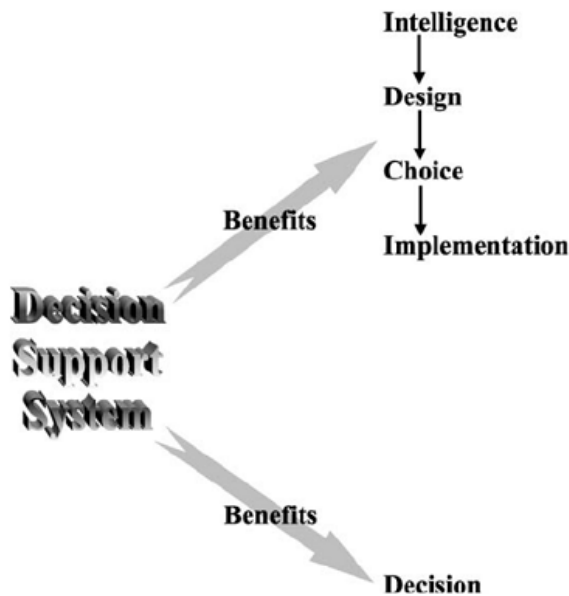 Intelligence
Design
Choice
Benefits
Implementation
Decision
Support
System
Benefits
Decision